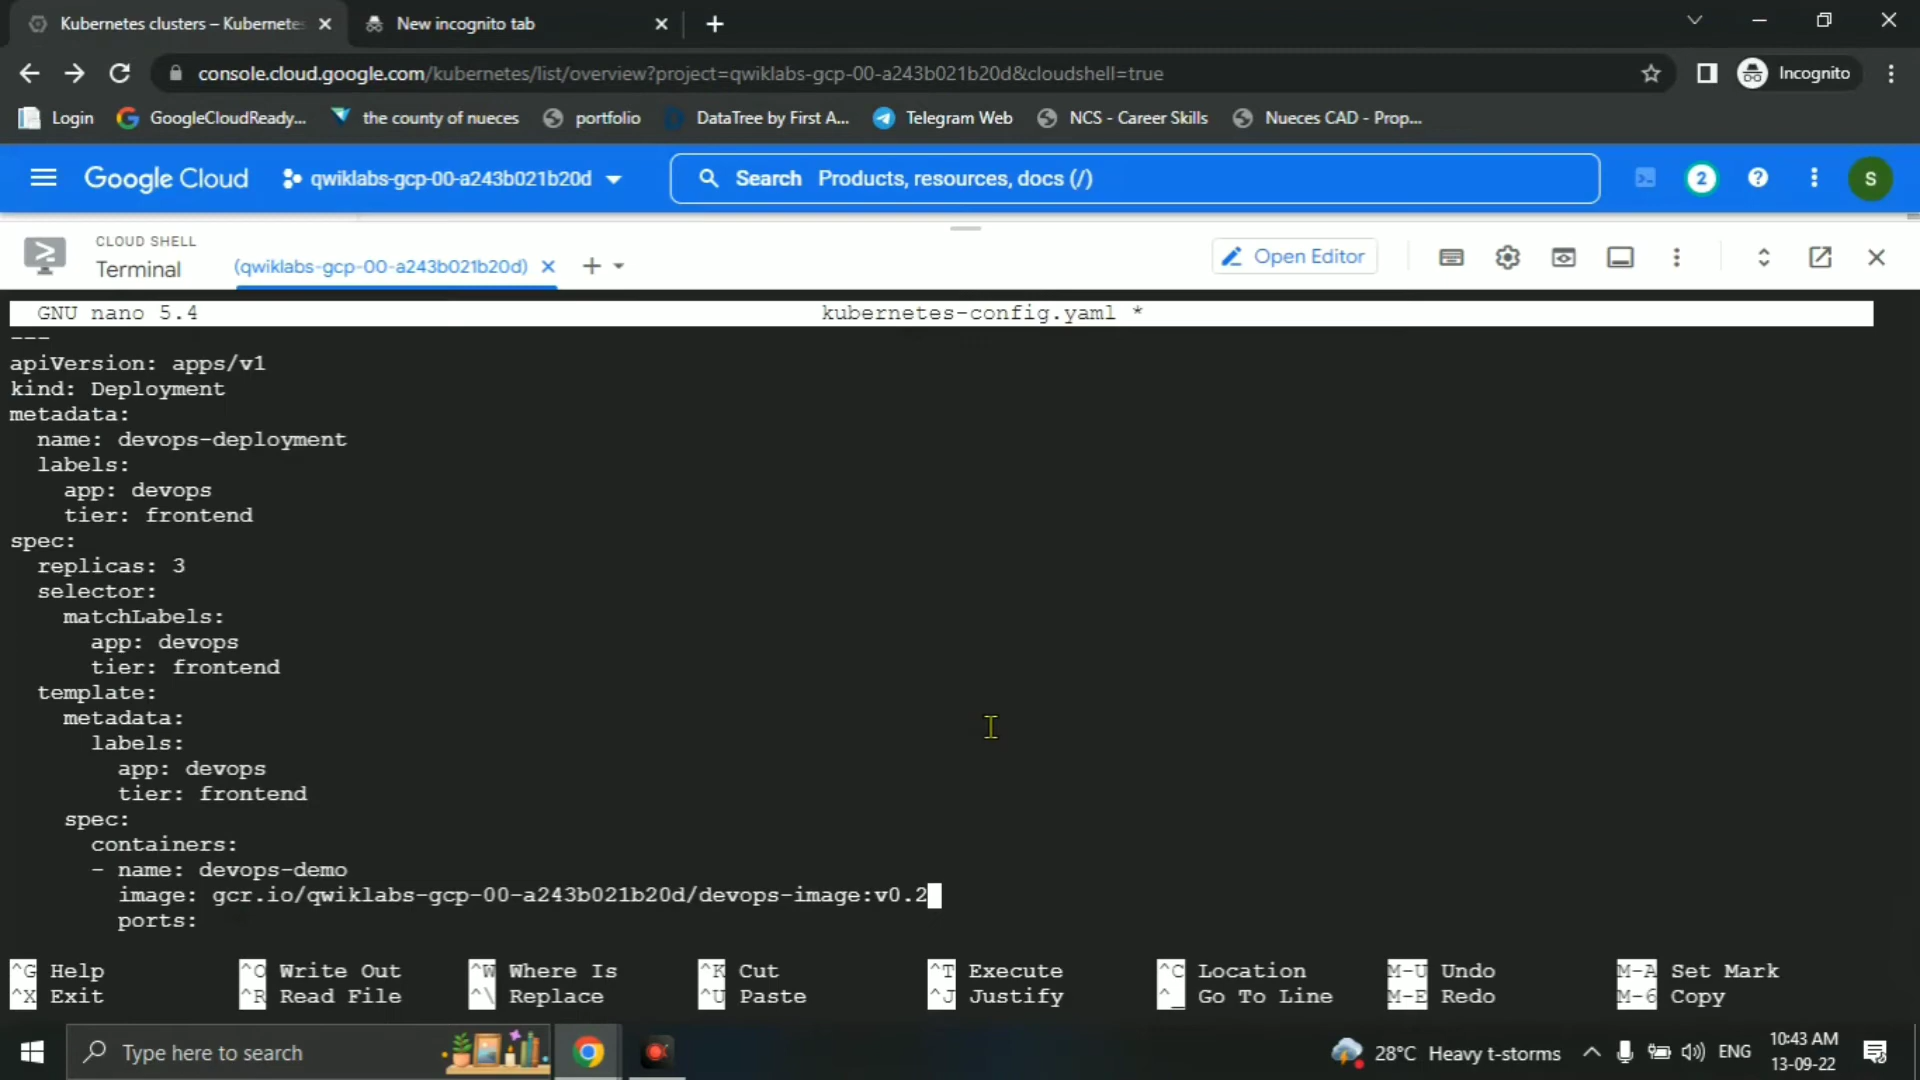 Kubernetes clusters – Kubernete
New incognito tab
console.cloud.google.com/kubernetes/list/overview?project=qwiklabs-gcp-00-a243b021b20d&cloudshell=true
Incognito
Login
GoogleCloudReady...
the county of nueces
portfolio
DataTree by First A...
Telegram Web
NCS - Career Skills
Nueces CAD - Prop...
Google Cloud
qwiklabs-gcp-00-a243b021b20d
Search Products, resources, docs (/)
2
S
CLOUD SHELL
Terminal
(qwiklabs-gcp-00-a243b021b20d)
Open Editor
GNU nano 5.4 kubernetes-config.yaml *
---
apiVersion: apps/v1
kind: Deployment
metadata:
  name: devops-deployment
  labels:
    app: devops
    tier: frontend
spec:
  replicas: 3
  selector:
    matchLabels:
      app: devops
      tier: frontend
  template:
    metadata:
      labels:
        app: devops
        tier: frontend
    spec:
      containers:
      - name: devops-demo
        image: gcr.io/qwiklabs-gcp-00-a243b021b20d/devops-image:v0.2
        ports:
^G Help ^O Write Out ^W Where Is ^K Cut ^T Execute ^C Location M-U Undo M-A Set Mark
^X Exit ^R Read File ^\ Replace ^U Paste ^J Justify ^_ Go To Line M-E Redo M-6 Copy
Type here to search
28°C Heavy t-storms
ENG
10:43 AM
13-09-22